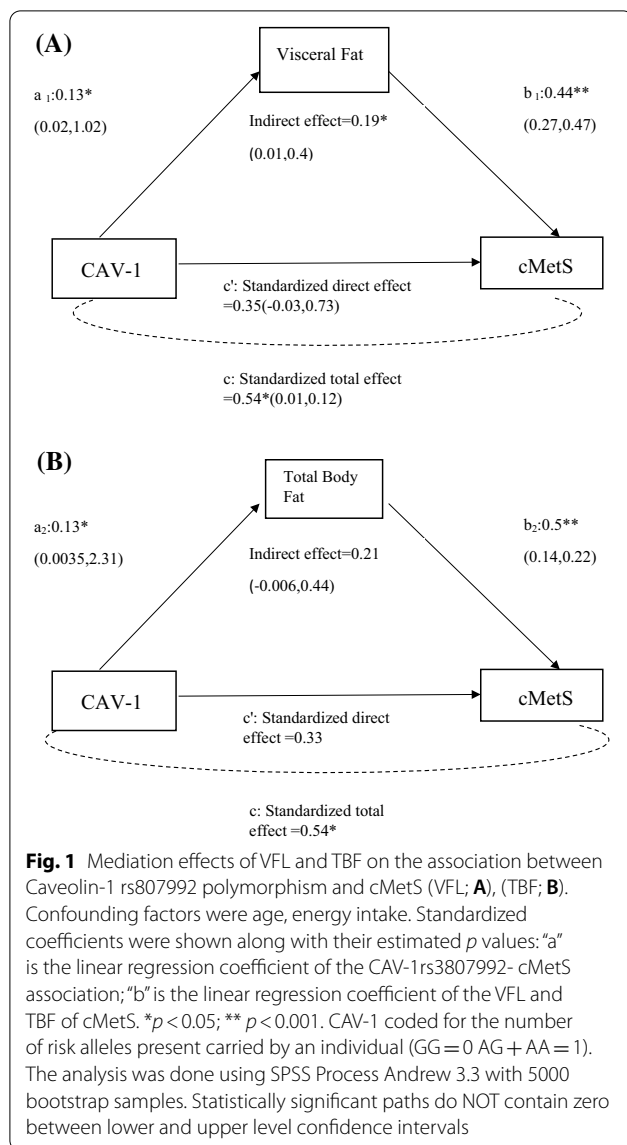 (A)
Visceral Fat
a 1:0.13*
(0.02,1.02)
b 1:0.44**
(0.27,0.47)
Indirect effect=0.19*
(0.01,0.4)
CAV-1
cMetS
c': Standardized direct effect
=0.35(-0.03,0.73)
c: Standardized total effect
=0.54*(0.01,0.12)
(B)
Total Body
Fat
a2:0.13*
(0.0035,2.31)
b2:0.5**
(0.14,0.22)
Indirect effect=0.21
(-0.006,0.44)
CAV-1
cMetS
c': Standardized direct
effect =0.33
c: Standardized total
effect =0.54*
Fig. 1 Mediation effects of VFL and TBF on the association between
Caveolin-1 rs807992 polymorphism and cMetS (VFL; A), (TBF; B).
Confounding factors were age, energy intake. Standardized
coefficients were shown along with their estimated p values: “a”
is the linear regression coefficient of the CAV-1rs3807992- cMetS
association; “b” is the linear regression coefficient of the VFL and
TBF of cMetS. *p < 0.05; ** p < 0.001. CAV-1 coded for the number
of risk alleles present carried by an individual (GG = 0 AG + AA = 1).
The analysis was done using SPSS Process Andrew 3.3 with 5000
bootstrap samples. Statistically significant paths do NOT contain zero
between lower and upper level confidence intervals